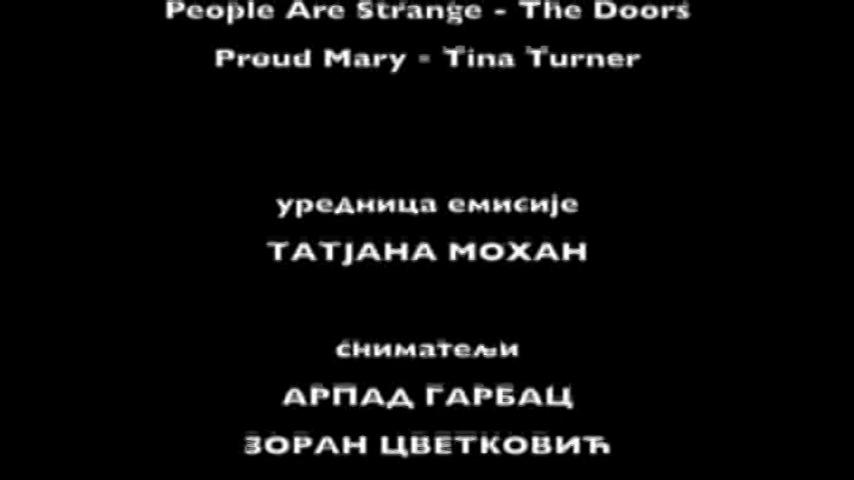 People Are Strange - The Doors
Proud Mary - Tina Turner
уредница емисије
ТАТЈАНА МОХАН
сниматељи
АРПАД ГАРБАЦ
ЗОРАН ЦВЕТКОВИЋ